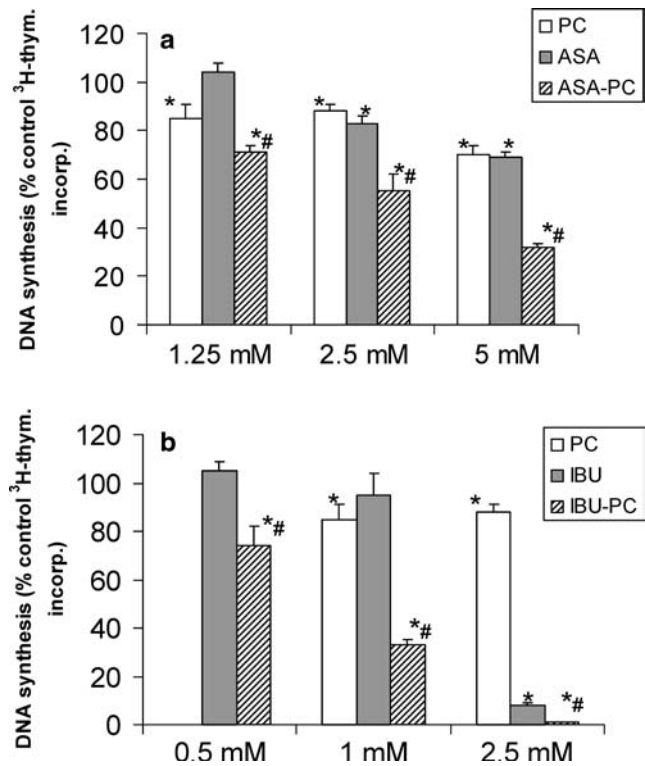 DNA synthesis (% control ³H-thym.
incorp.)
120
100
80
60
40
20
0
a
PC
ASA
ASA-PC
*
*#
*
*
*#
*
*
*#
1.25 mM
2.5 mM
5 mM
DNA synthesis (% control ³H-thym.
incorp.)
120
100
80
60
40
20
0
b
PC
IBU
IBU-PC
*#
*
*#
*
*
*#
0.5 mM
1 mM
2.5 mM